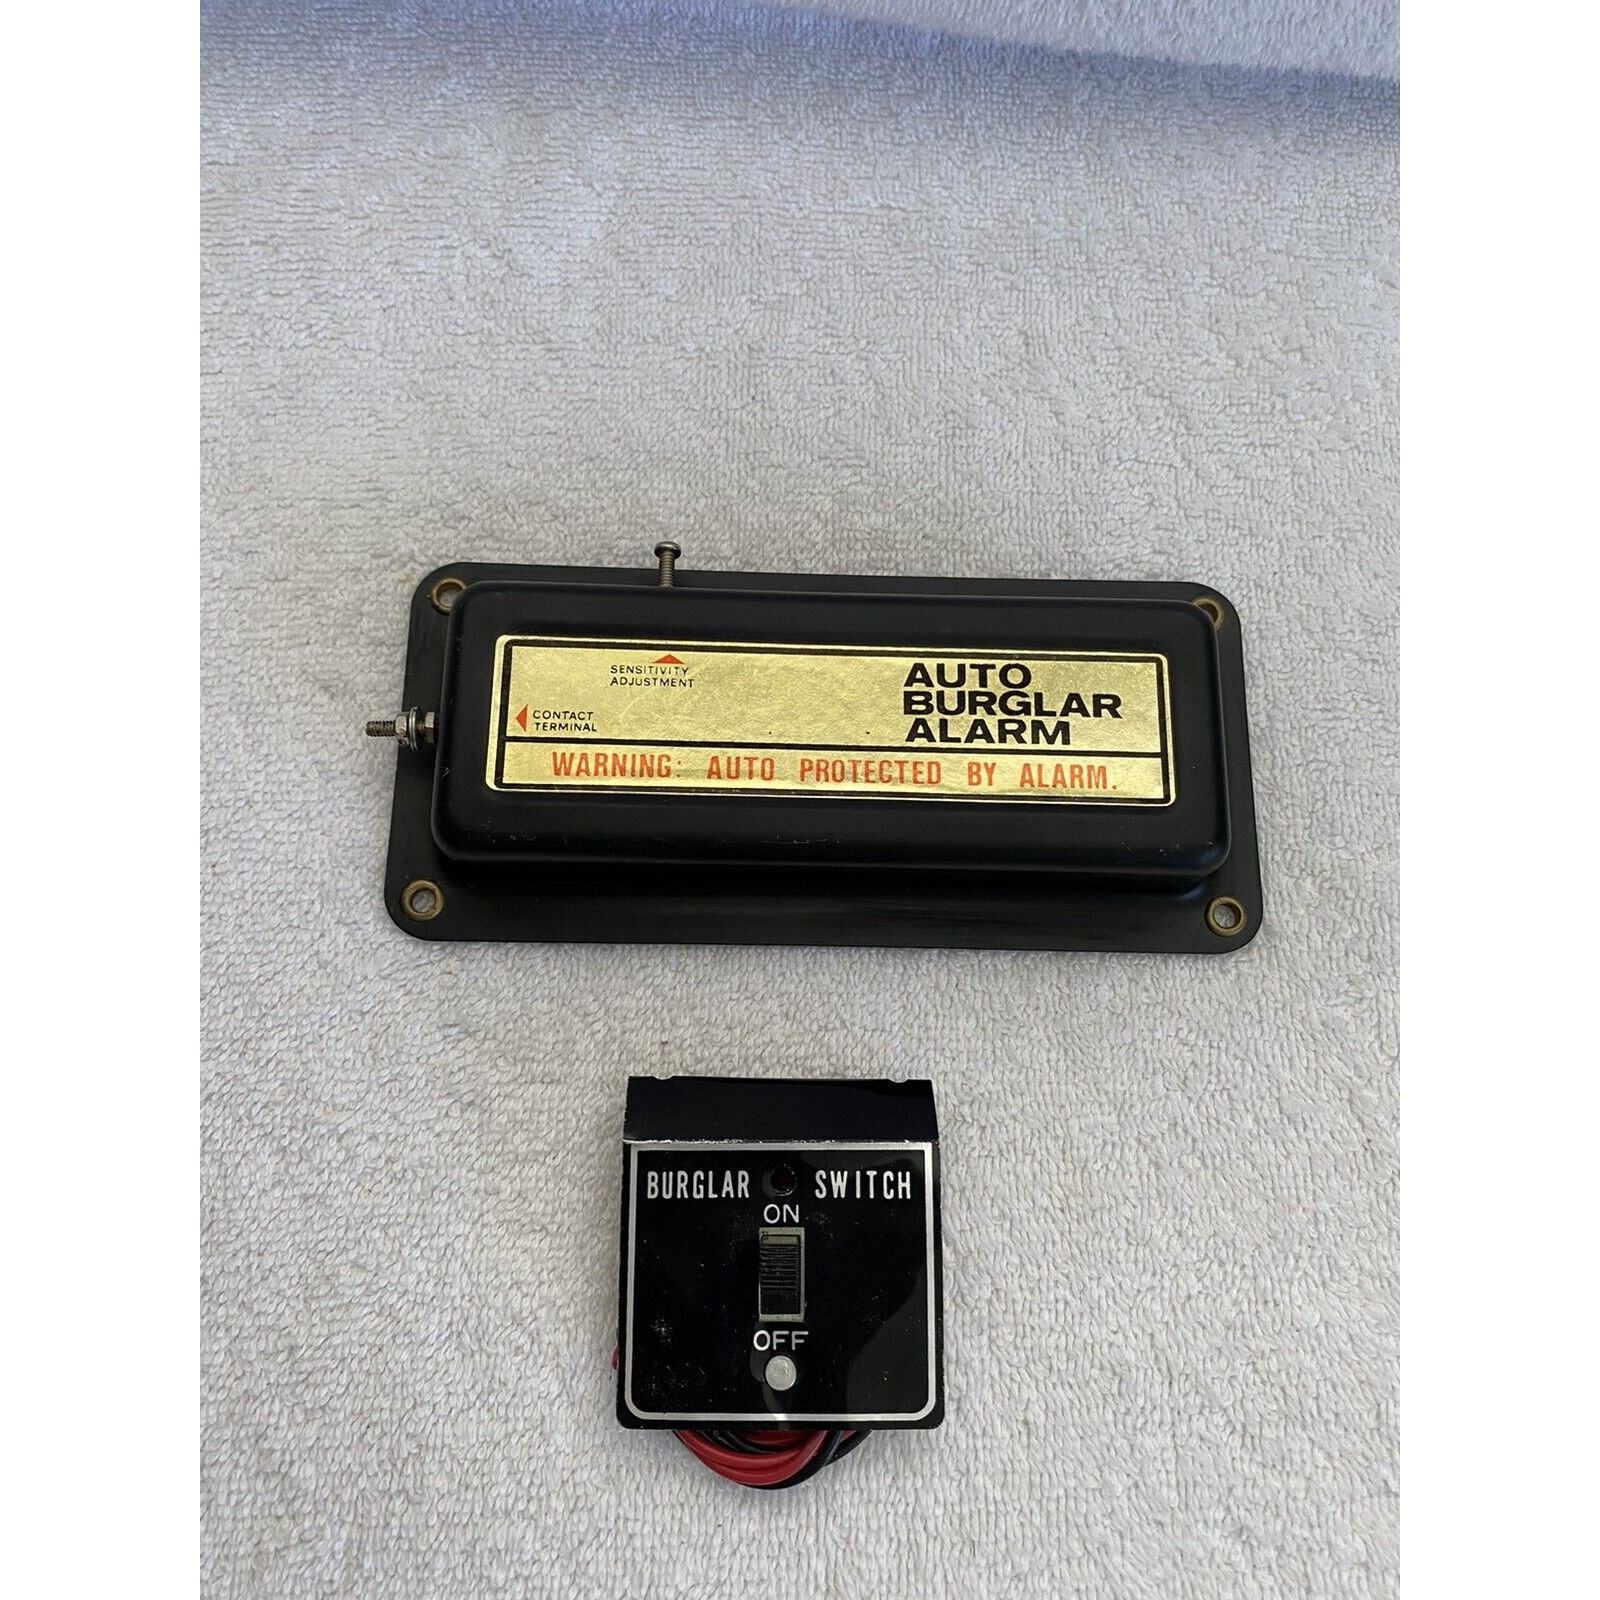 SENSITIVITY
ADJUSTMENT
CONTACT
TERMINAL
AUTO
BURGLAR
ALARM
WARNING: AUTO PROTECTED BY ALARM.
BURGLAR SWITCH
ON
OFF